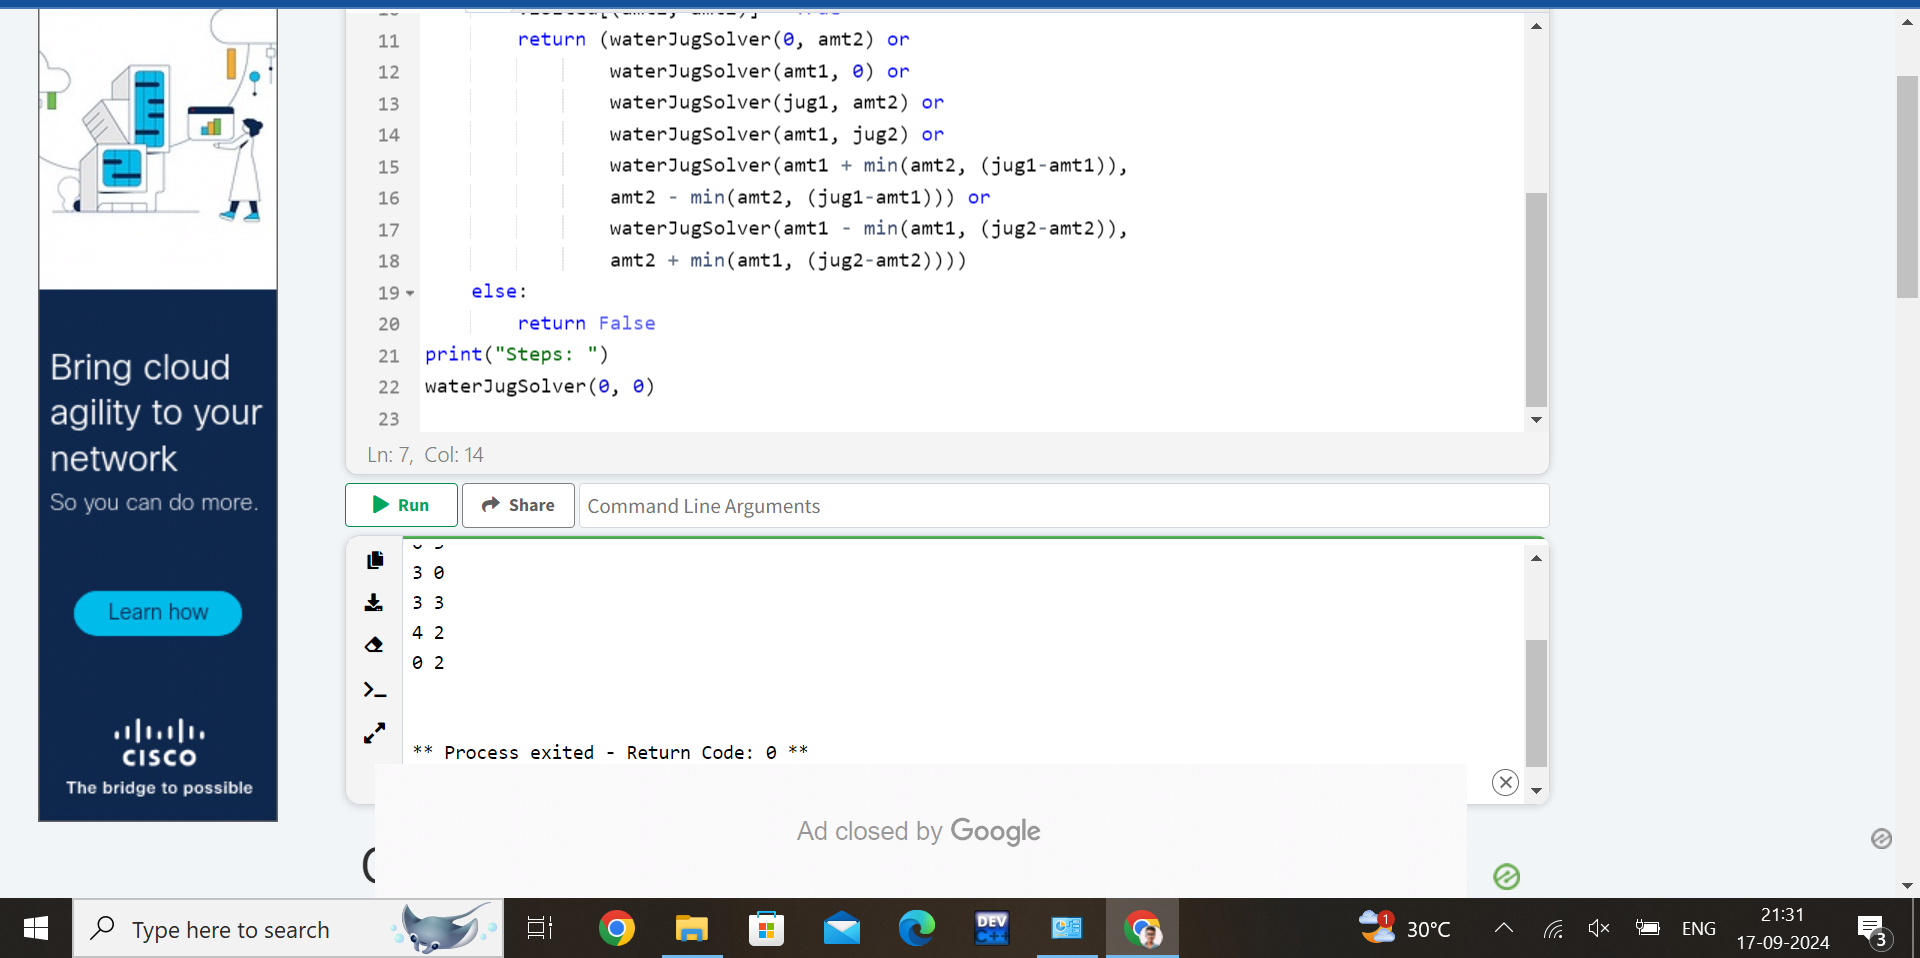 11 return (waterJugSolver(0, amt2) or
12 waterJugSolver(amt1, 0) or
13 waterJugSolver(jug1, amt2) or
14 waterJugSolver(amt1, jug2) or
15 waterJugSolver(amt1 + min(amt2, (jug1-amt1)),
16 amt2 - min(amt2, (jug1-amt1))) or
17 waterJugSolver(amt1 - min(amt1, (jug2-amt2)),
18 amt2 + min(amt1, (jug2-amt2))))
19 else:
20 return False
21 print("Steps: ")
22 waterJugSolver(0, 0)
23
Ln: 7, Col: 14
Run
Share
Command Line Arguments
3 0
3 3
4 2
0 2
** Process exited - Return Code: 0 **
Bring cloud
agility to your
network
So you can do more.
Learn how
CISCO
The bridge to possible
Ad closed by Google
Type here to search
DEV
C++
1
30°C
ENG
21:31
17-09-2024
3